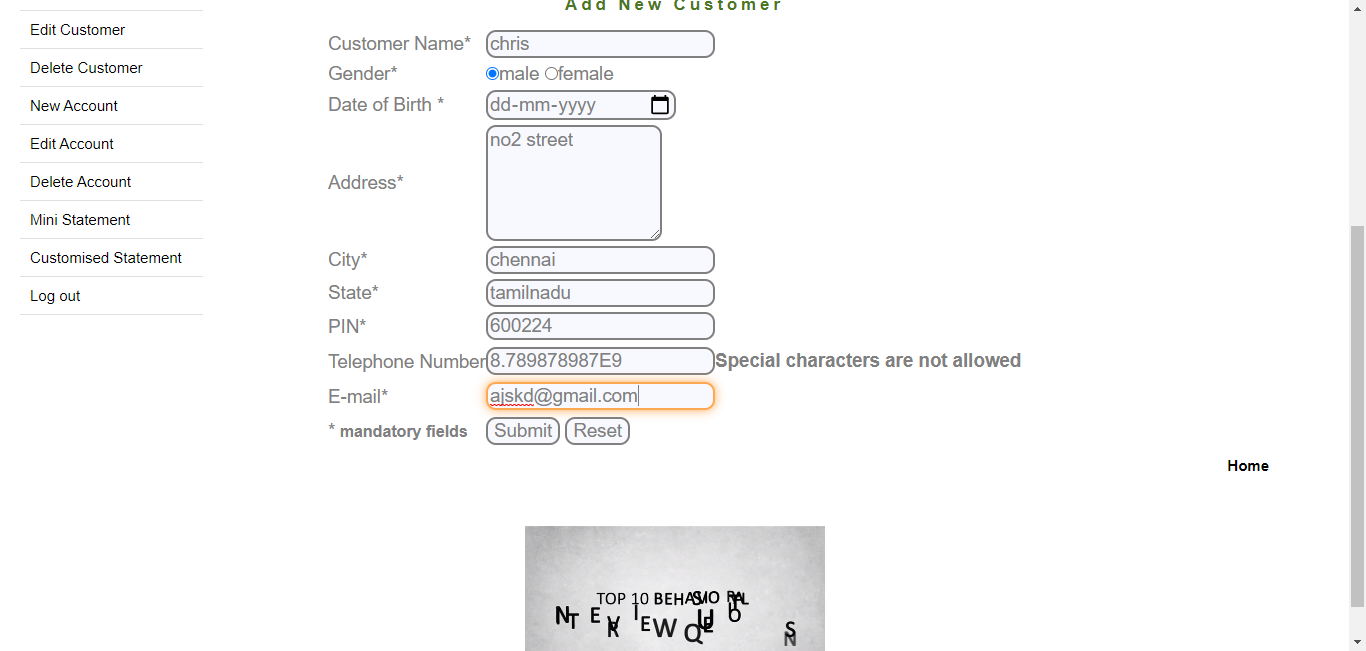 Add New Customer
Edit Customer
Delete Customer
New Account
Edit Account
Delete Account
Mini Statement
Customised Statement
Log out
Customer Name* chris
Gender* male female
Date of Birth * dd-mm-yyyy
Address* no2 street
City* chennai
State* tamilnadu
PIN* 600224
Telephone Number 8.789878987E9 Special characters are not allowed
E-mail* ajskd@gmail.com
* mandatory fields Submit Reset
Home
TOP 10 BEHAVIORAL
INTERVIEW QUESTIONS